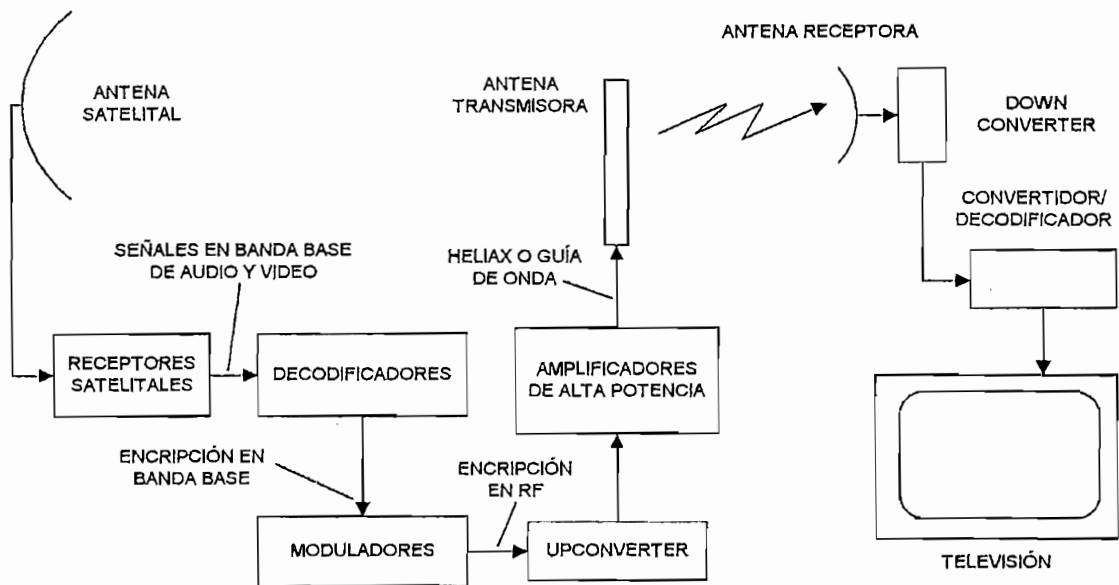 ANTENA
SATELITAL
SEÑALES EN BANDA BASE
DE AUDIO Y VIDEO
RECEPTORES
SATELITALES
DECODIFICADORES
ENCRIPCIÓN EN
BANDA BASE
MODULADORES
ENCRIPCIÓN
EN RF
UPCONVERTER
AMPLIFICADORES
DE ALTA POTENCIA
HELIAX O GUÍA
DE ONDA
ANTENA
TRANSMISORA
ANTENA RECEPTORA
DOWN
CONVERTER
CONVERTIDOR/
DECODIFICADOR
TELEVISIÓN